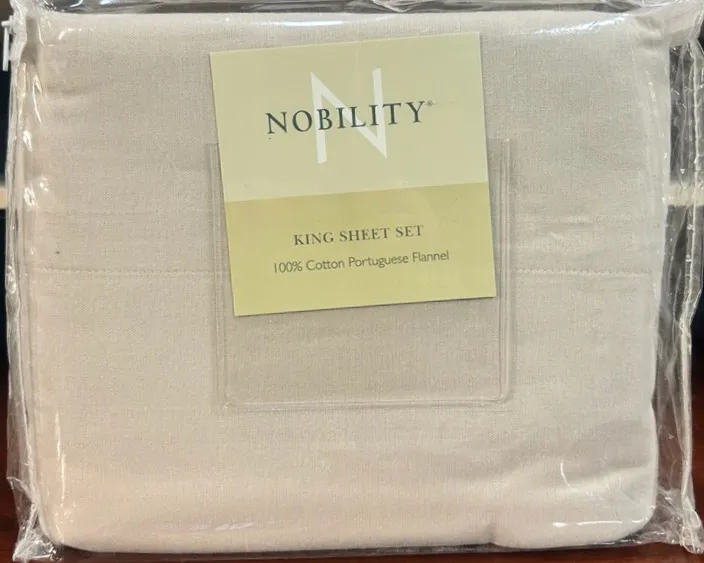 N
NOBILITY®
KING SHEET SET
100% Cotton Portuguese Flannel